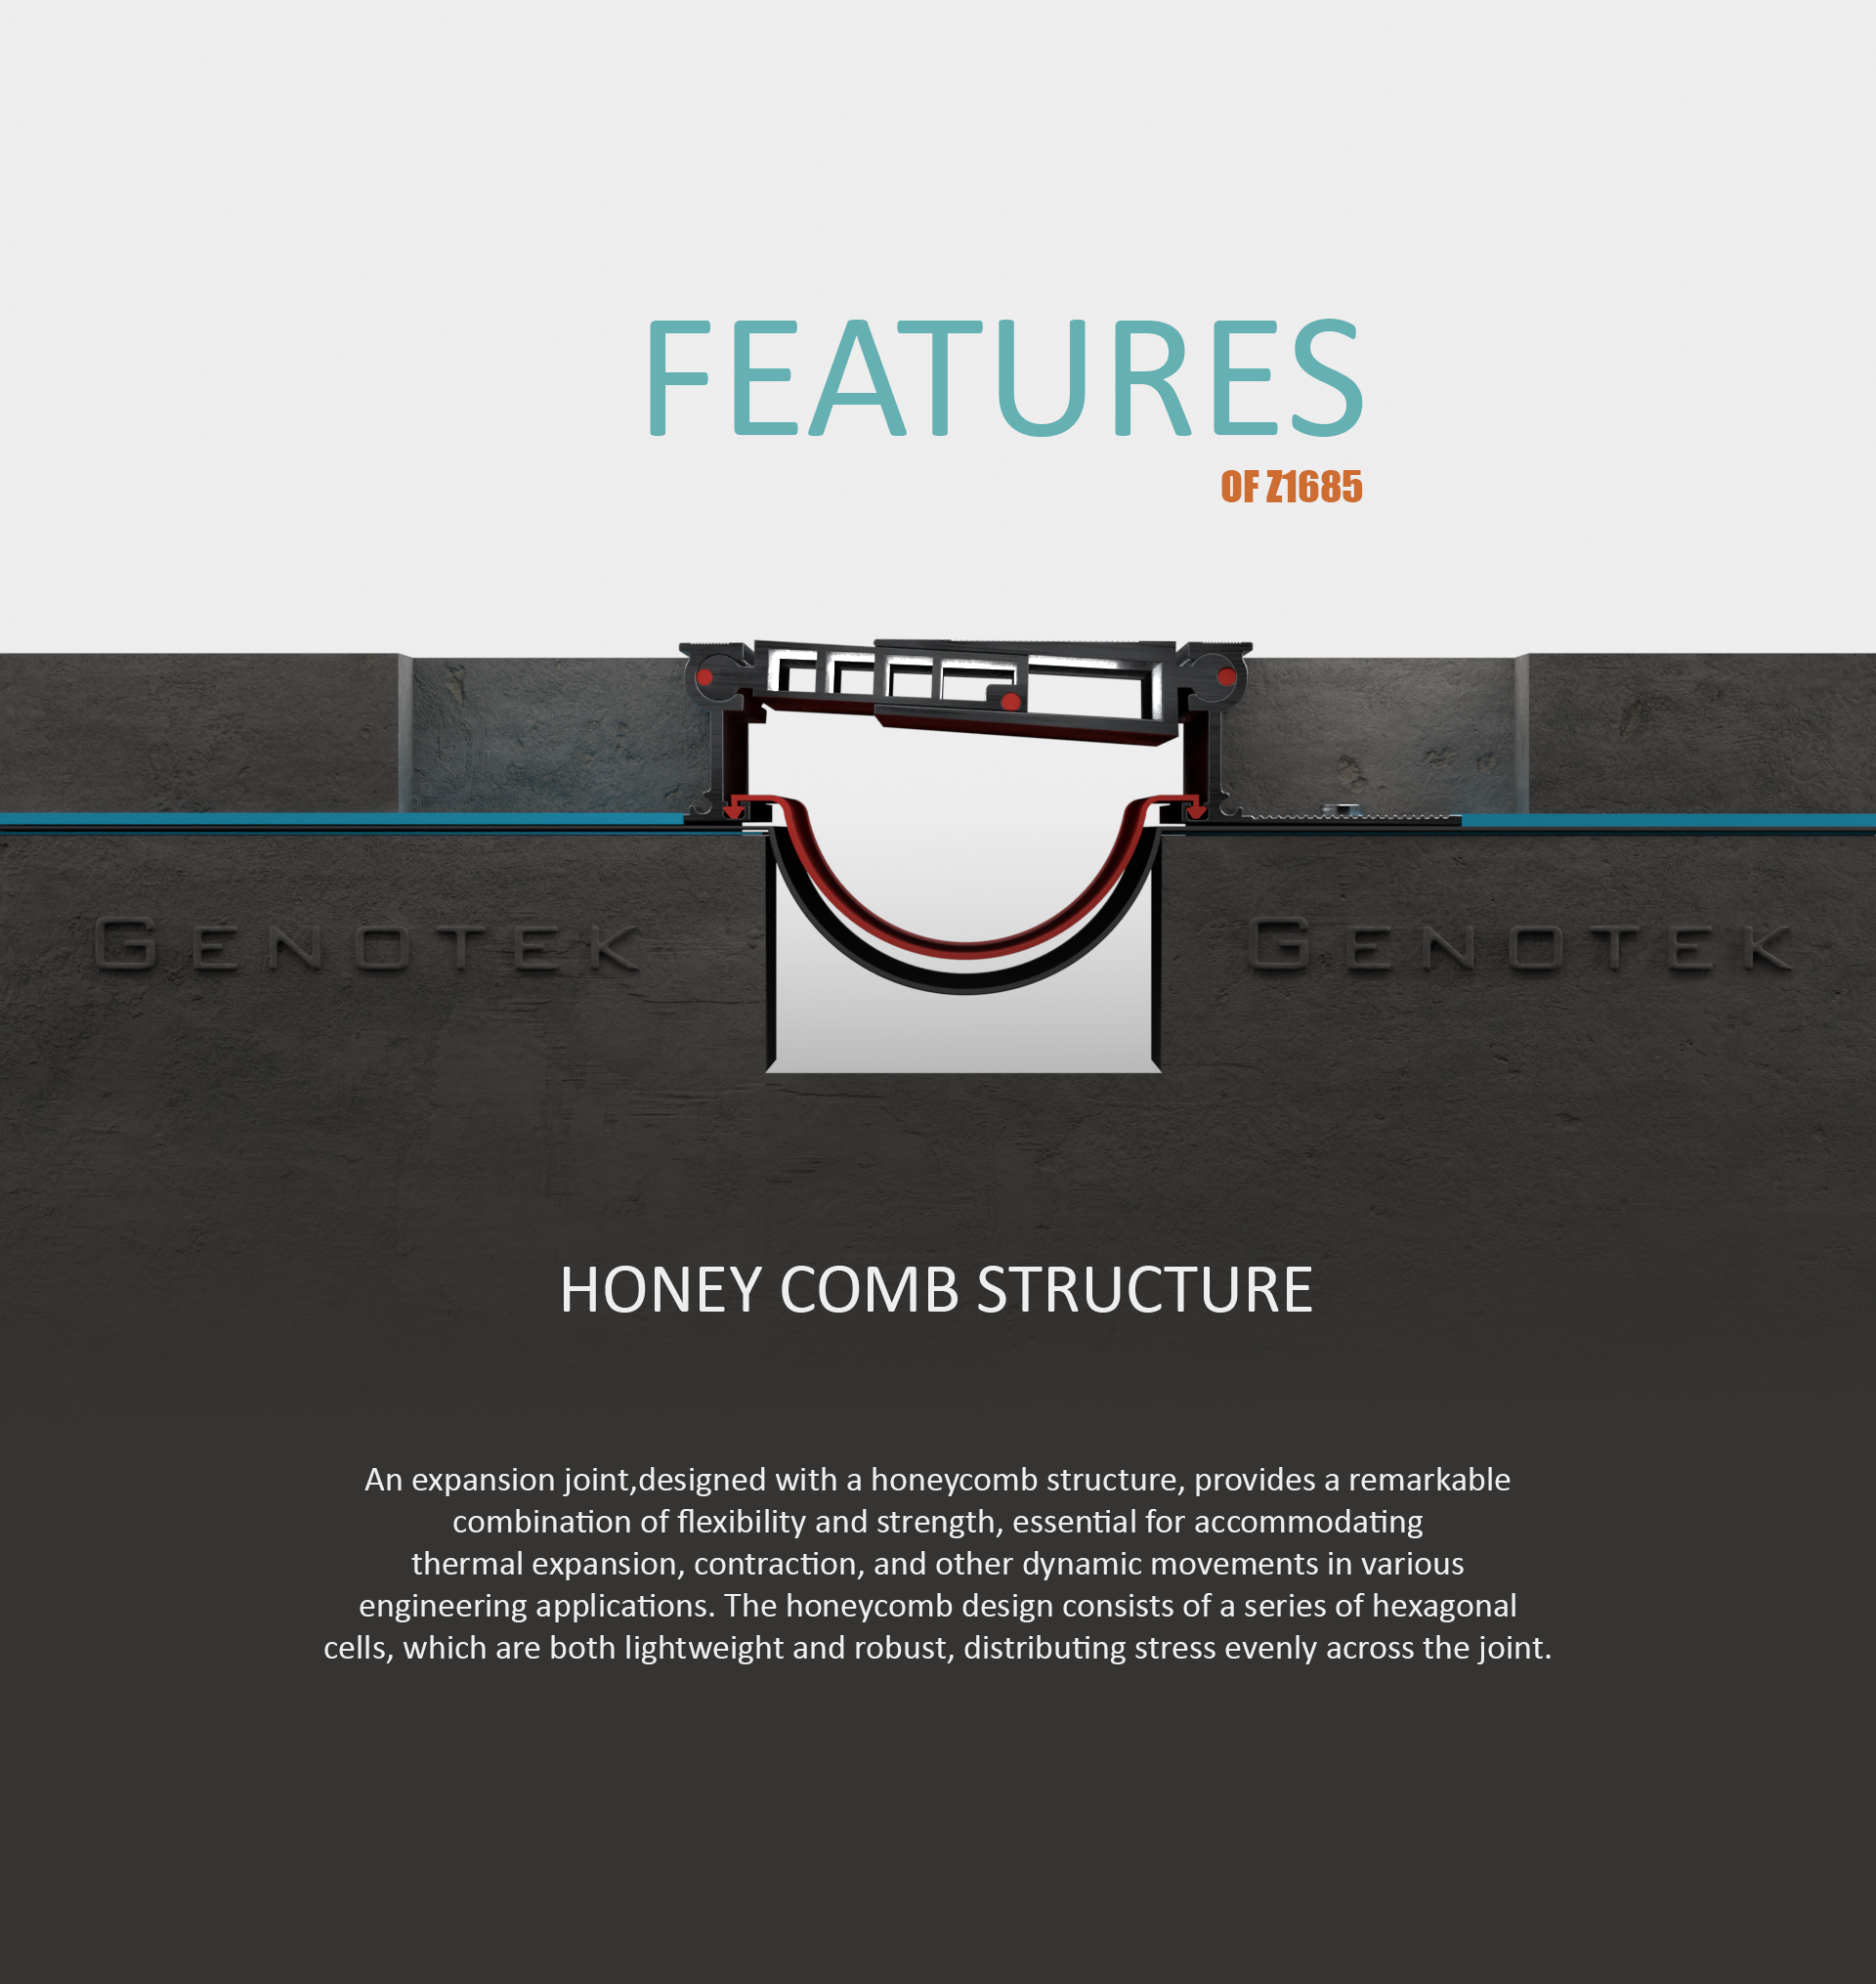 FEATURES
OF Z1685
GENOTEK GENOTEK
HONEY COMB STRUCTURE
An expansion joint,designed with a honeycomb structure, provides a remarkable
combination of flexibility and strength, essential for accommodating
thermal expansion, contraction, and other dynamic movements in various
engineering applications. The honeycomb design consists of a series of hexagonal
cells, which are both lightweight and robust, distributing stress evenly across the joint.